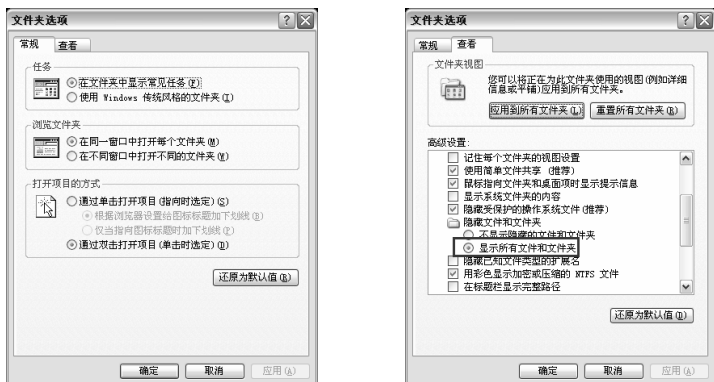 文件夹选项
常规 查看
任务
在文件夹中显示常见任务(F)
使用 Windows 传统风格的文件夹(I)
浏览文件夹
在同一窗口中打开每个文件夹(M)
在不同窗口中打开不同的文件夹(W)
打开项目的方式
通过单击打开项目(指向时选定)(S)
根据浏览器设置给图标标题加下划线(B)
仅当指向图标标题时加下划线(P)
通过双击打开项目(单击时选定)(D)
还原为默认值(R)
确定 取消 应用(A)
文件夹选项
常规 查看
文件夹视图
您可以将正在为此文件夹使用的视图(例如详细
信息或平铺)应用到所有文件夹。
应用到所有文件夹(L) 重置所有文件夹(R)
高级设置:
记住每个文件夹的视图设置
使用简单文件共享 (推荐)
鼠标指向文件夹和桌面项时显示提示信息
显示系统文件夹的内容
隐藏受保护的操作系统文件(推荐)
隐藏文件和文件夹
不显示隐藏的文件和文件夹
显示所有文件和文件夹
隐藏已知文件类型的扩展名
用彩色显示加密或压缩的 NTFS 文件
在标题栏显示完整路径
还原为默认值(D)
确定 取消 应用(A)